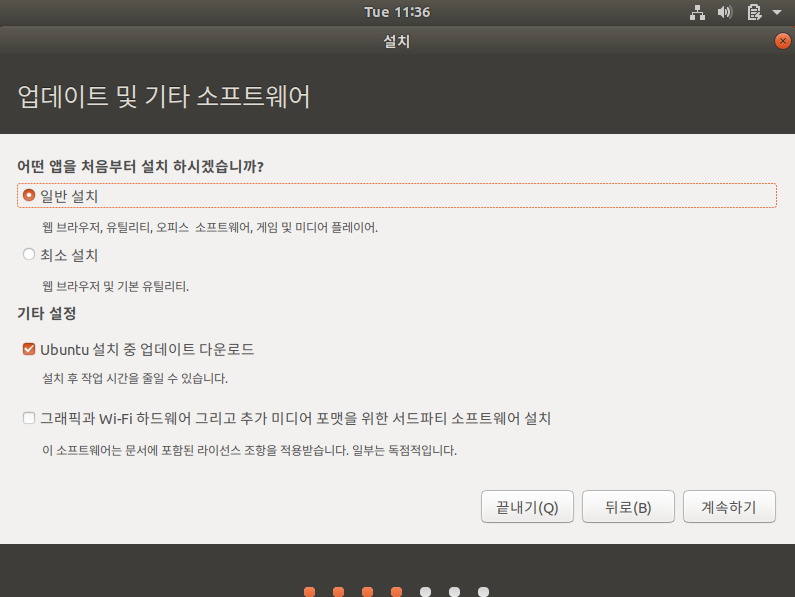 Tue 11:36
설치
업데이트 및 기타 소프트웨어
어떤 앱을 처음부터 설치 하시겠습니까?
일반 설치
웹 브라우저, 유틸리티, 오피스 소프트웨어, 게임 및 미디어 플레이어.
최소 설치
웹 브라우저 및 기본 유틸리티.
기타 설정
Ubuntu 설치 중 업데이트 다운로드
설치 후 작업 시간을 줄일 수 있습니다.
그래픽과 Wi-Fi 하드웨어 그리고 추가 미디어 포맷을 위한 서드파티 소프트웨어 설치
이 소프트웨어는 문서에 포함된 라이선스 조항을 적용받습니다. 일부는 독점적입니다.
끝내기(Q) 뒤로(B) 계속하기